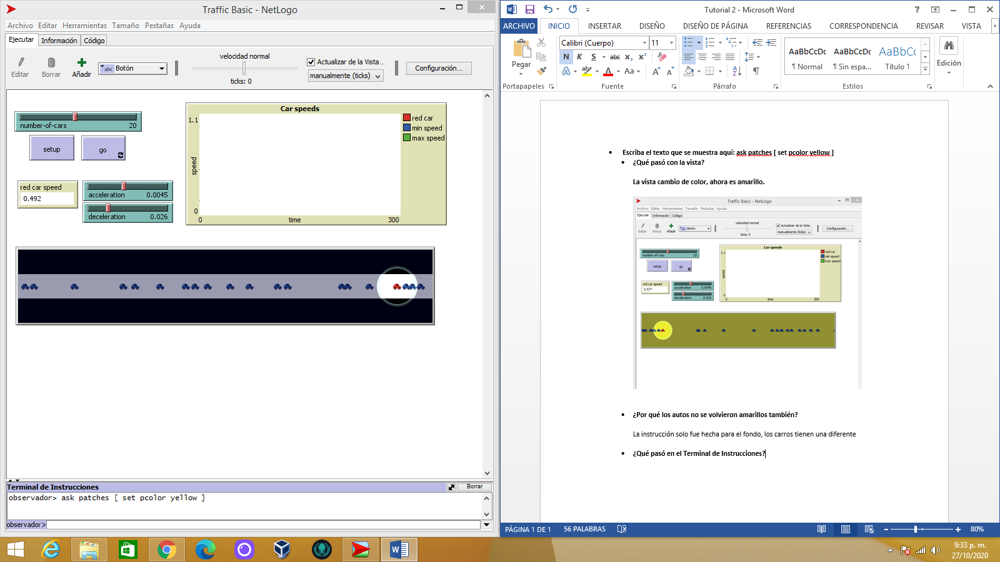 Traffic Basic - NetLogo
Archivo Editar Herramientas Tamaño Pestañas Ayuda
Ejecutar Información Código
Editar Borrar Añadir
abc Botón
velocidad normal
ticks: 0
Actualizar de la Vista...
manualmente (ticks)
Configuración...
number-of-cars 20
setup go
red car speed
0.492
acceleration 0.0045
deceleration 0.026
Car speeds
1.1
speed
0
0 time 300
red car
min speed
max speed
Terminal de Instrucciones Borrar
observador> ask patches [ set pcolor yellow ]
observador>
Tutorial 2 - Microsoft Word
ARCHIVO INICIO INSERTAR DISEÑO DISEÑO DE PÁGINA REFERENCIAS CORRESPONDENCIA REVISAR VISTA
Pegar
Calibri (Cuerpo) 11
N K S abc x₂ x²
A ab A Aa A A
AaBbCcDc AaBbCcDc AaBbCc
¶ Normal ¶ Sin espa... Título 1
Edición
Portapapeles Fuente Párrafo Estilos
Escriba el texto que se muestra aquí: ask patches [ set pcolor yellow ]
¿Qué pasó con la vista?
La vista cambio de color, ahora es amarillo.
Traffic Basic - NetLogo
Archivo Editar Herramientas Tamaño Pestañas Ayuda
Ejecutar Información Código
Editar Borrar Añadir
abc Botón
velocidad normal
ticks: 0
Actualizar de la Vista...
manualmente (ticks)
Configuración...
number-of-cars 20
setup go
red car speed
0.577
acceleration 0.0045
deceleration 0.026
Car speeds
1.1
speed
0
0 time 300
red car
min speed
max speed
¿Por qué los autos no se volvieron amarillos también?
La instrucción solo fue hecha para el fondo, los carros tienen una diferente
¿Qué pasó en el Terminal de Instrucciones?
PÁGINA 1 DE 1 56 PALABRAS 80%
9:33 p. m.
27/10/2020